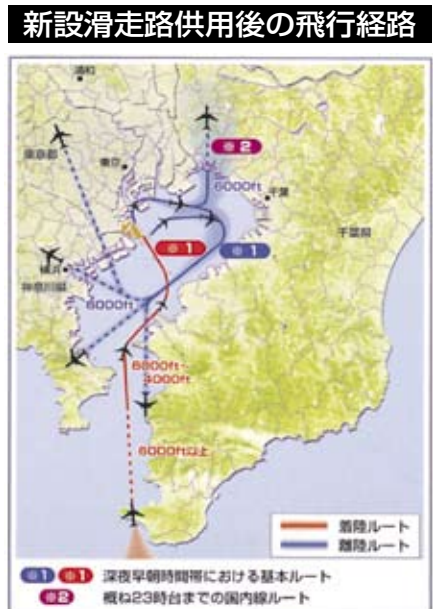 新設滑走路供用後の飛行経路
浦和
東京都
東京
※2
6000ft
千葉
千葉県
※1
※1
横浜
神奈川県
6000ft
6000ft~
4000ft
6000ft以上
着陸ルート
離陸ルート
※1 ※1 深夜早朝時間帯における基本ルート
※2 概ね23時台までの国内線ルート